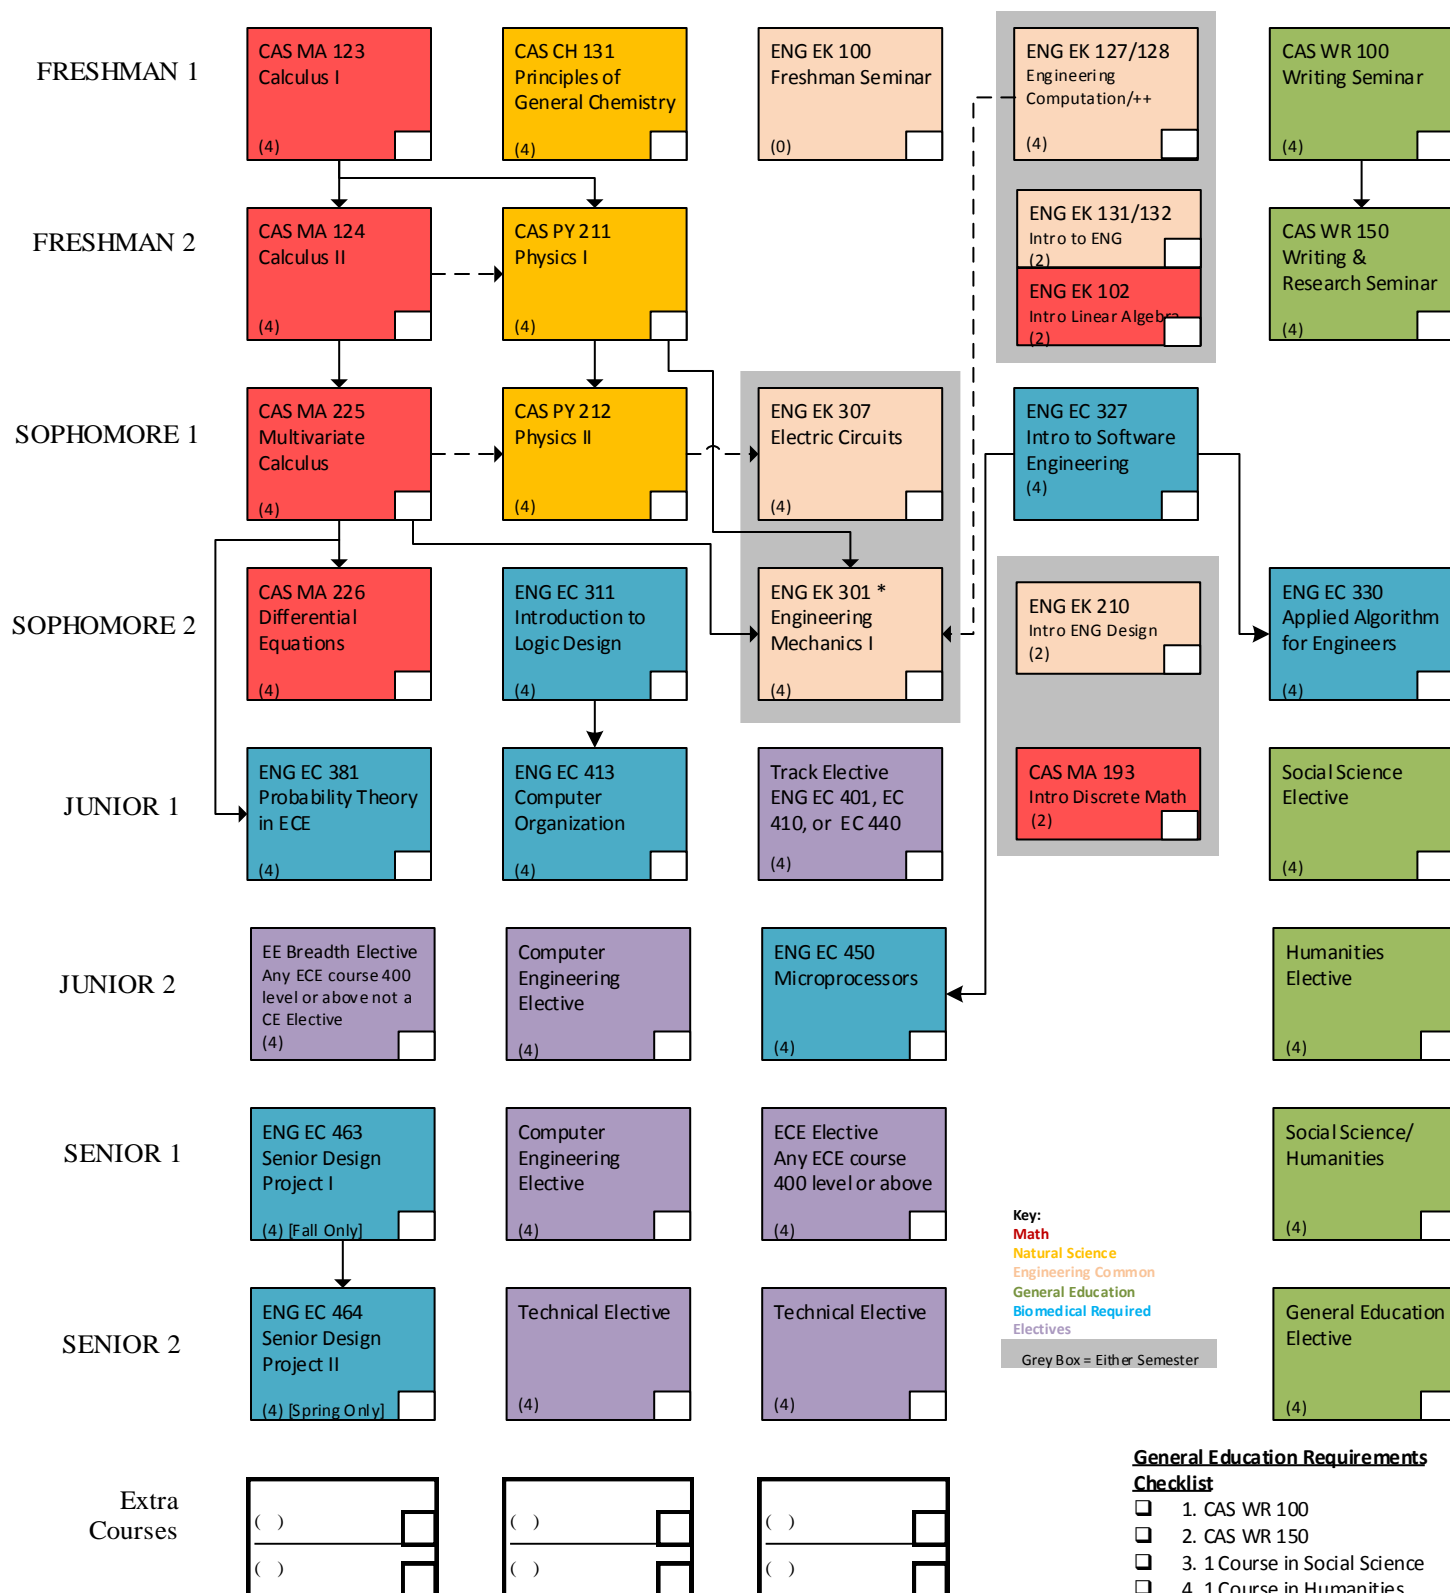 FRESHMAN 1
CAS MA 123
Calculus I
(4)
CAS CH 131
Principles of
General Chemistry
(4)
ENG EK 100
Freshman Seminar
(0)
ENG EK 127/128
Engineering
Computation/++
(4)
CAS WR 100
Writing Seminar
(4)
FRESHMAN 2
CAS MA 124
Calculus II
(4)
CAS PY 211
Physics I
(4)
ENG EK 131/132
Intro to ENG
(2)
ENG EK 102
Intro Linear Algebra
(2)
CAS WR 150
Writing &
Research Seminar
(4)
SOPHOMORE 1
CAS MA 225
Multivariate
Calculus
(4)
CAS PY 212
Physics II
(4)
ENG EK 307
Electric Circuits
(4)
ENG EC 327
Intro to Software
Engineering
(4)
SOPHOMORE 2
CAS MA 226
Differential
Equations
(4)
ENG EC 311
Introduction to
Logic Design
(4)
ENG EK 301 *
Engineering
Mechanics I
(4)
ENG EK 210
Intro ENG Design
(2)
ENG EC 330
Applied Algorithm
for Engineers
(4)
JUNIOR 1
ENG EC 381
Probability Theory
in ECE
(4)
ENG EC 413
Computer
Organization
(4)
Track Elective
ENG EC 401, EC
410, or EC 440
(4)
CAS MA 193
Intro Discrete Math
(2)
Social Science
Elective
(4)
JUNIOR 2
EE Breadth Elective
Any ECE course 400
level or above not a
CE Elective
(4)
Computer
Engineering
Elective
(4)
ENG EC 450
Microprocessors
(4)
Humanities
Elective
(4)
SENIOR 1
ENG EC 463
Senior Design
Project I
(4) [Fall Only]
Computer
Engineering
Elective
(4)
ECE Elective
Any ECE course
400 level or above
(4)
Social Science/
Humanities
(4)
Key:
Math
Natural Science
Engineering Common
General Education
Biomedical Required
Electives
Grey Box = Either Semester
SENIOR 2
ENG EC 464
Senior Design
Project II
(4) [Spring Only]
Technical Elective
(4)
Technical Elective
(4)
General Education
Elective
(4)
Extra
Courses
( )
( )
( )
( )
( )
( )
General Education Requirements
Checklist
❑ 1. CAS WR 100
❑ 2. CAS WR 150
❑ 3. 1 Course in Social Science
❑ 4. 1 Course in Humanities